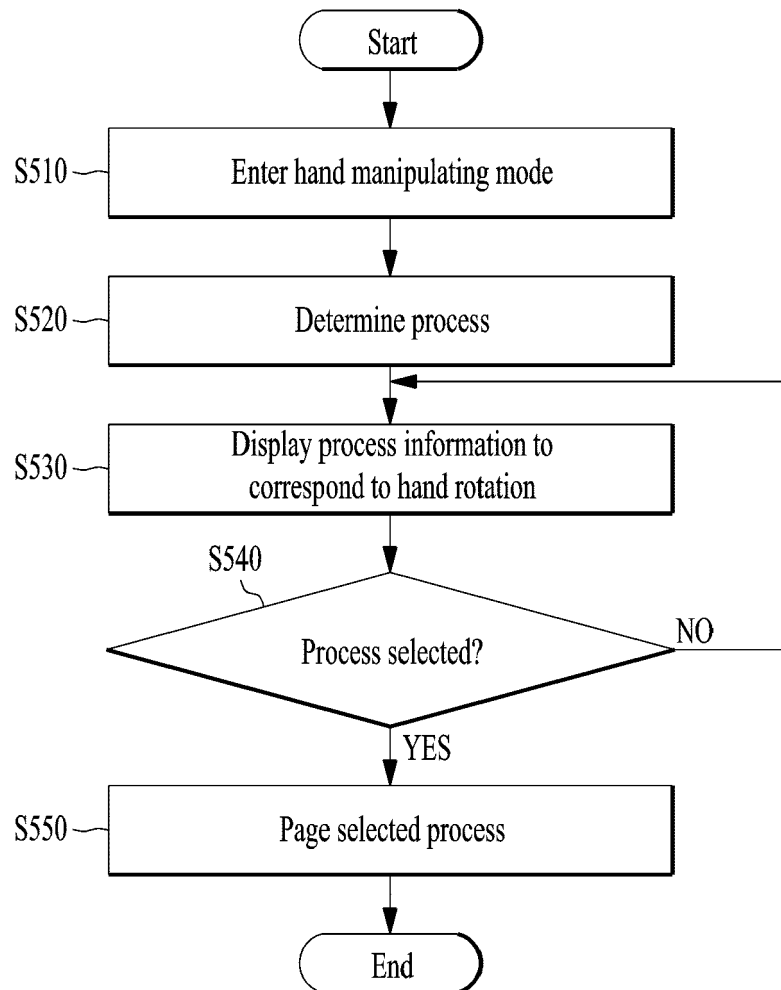 Start
S510
Enter hand manipulating mode
S520
Determine process
S530
Display process information to
correspond to hand rotation
S540
Process selected?
NO
YES
S550
Page selected process
End